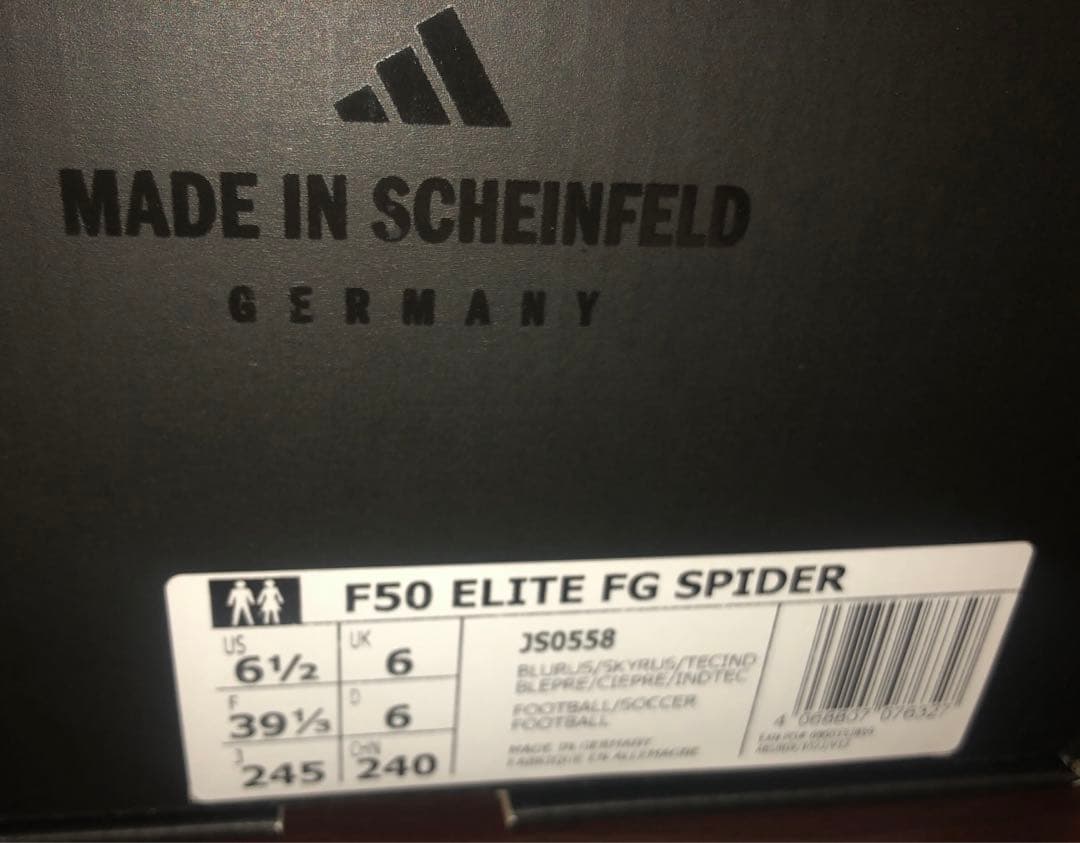 MADE IN SCHEINFELD
GERMANY
F50 ELITE FG SPIDER
US 6½ UK 6
F 39⅓ D 6
J 245 CHN 240
JS0558
BLURUS/SKYRUS/TECIND
BLEPRE/CIEPRE/INDTEC
FOOTBALL/SOCCER
FOOTBALL
MADE IN GERMANY
FABRIQUE EN ALLEMAGNE